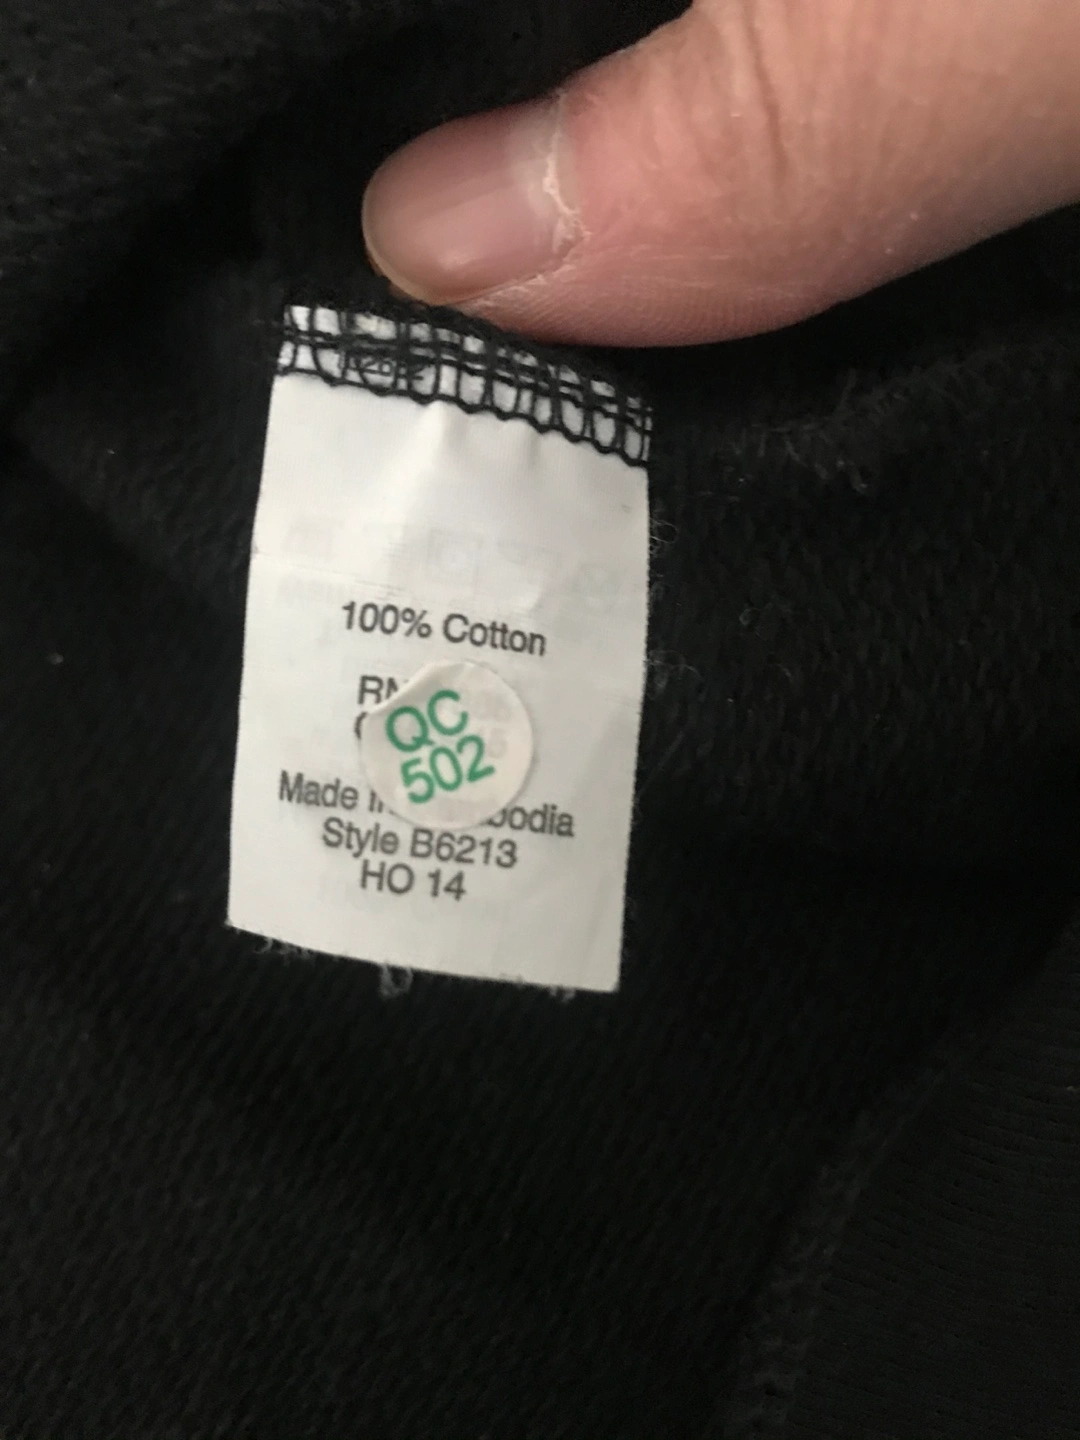 100% Cotton
RN
QC
502
Made
Style B6213
HO 14